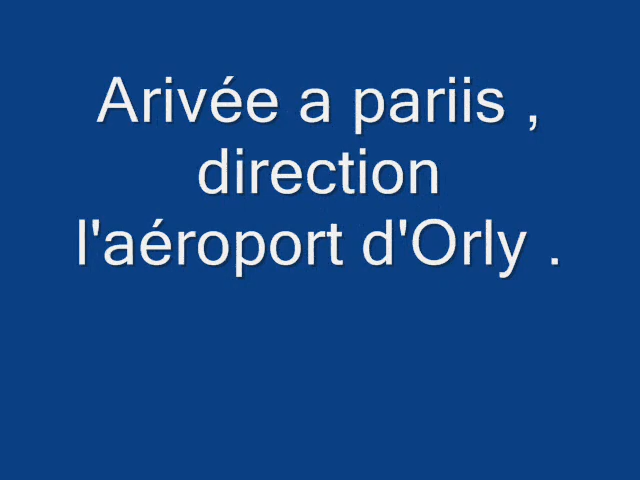 Arivée a pariis ,
direction
l'aéroport d'Orly .